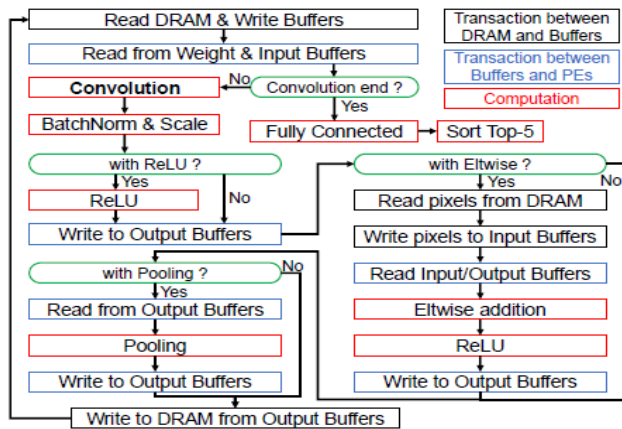 Read DRAM & Write Buffers
Transaction between
DRAM and Buffers
Read from Weight & Input Buffers
Transaction between
Buffers and PEs
No
Convolution
Convolution end ?
Computation
Yes
BatchNorm & Scale
Fully Connected
Sort Top-5
with ReLU ?
with Eltwise ?
Yes
No
Yes
No
ReLU
Read pixels from DRAM
Write to Output Buffers
Write pixels to Input Buffers
with Pooling ?
No
Read Input/Output Buffers
Yes
Read from Output Buffers
Eltwise addition
Pooling
ReLU
Write to Output Buffers
Write to Output Buffers
Write to DRAM from Output Buffers